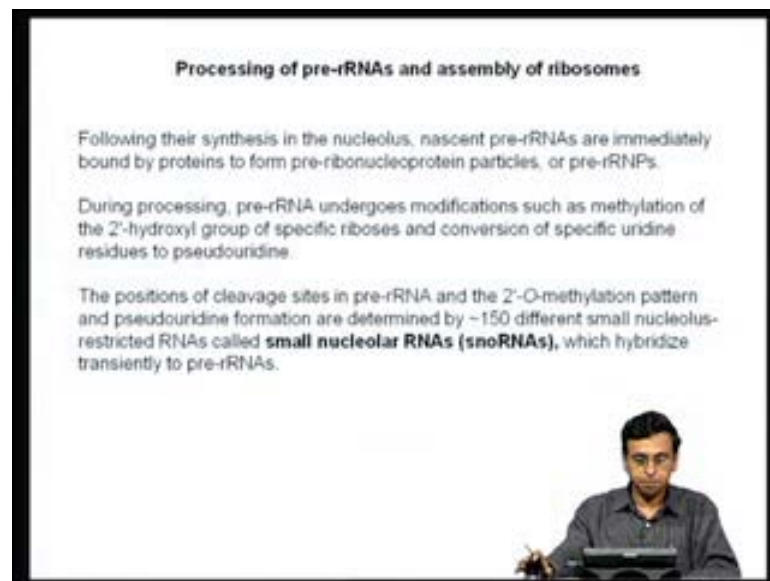 Processing of pre-rRNAs and assembly of ribosomes
Following their synthesis in the nucleolus, nascent pre-rRNAs are immediately
bound by proteins to form pre-ribonucleoprotein particles, or pre-rRNPs.
During processing, pre-rRNA undergoes modifications such as methylation of
the 2'-hydroxyl group of specific riboses and conversion of specific uridine
residues to pseudouridine.
The positions of cleavage sites in pre-rRNA and the 2'-O-methylation pattern
and pseudouridine formation are determined by ~150 different small nucleolus-
restricted RNAs called small nucleolar RNAs (snoRNAs), which hybridize
transiently to pre-rRNAs.